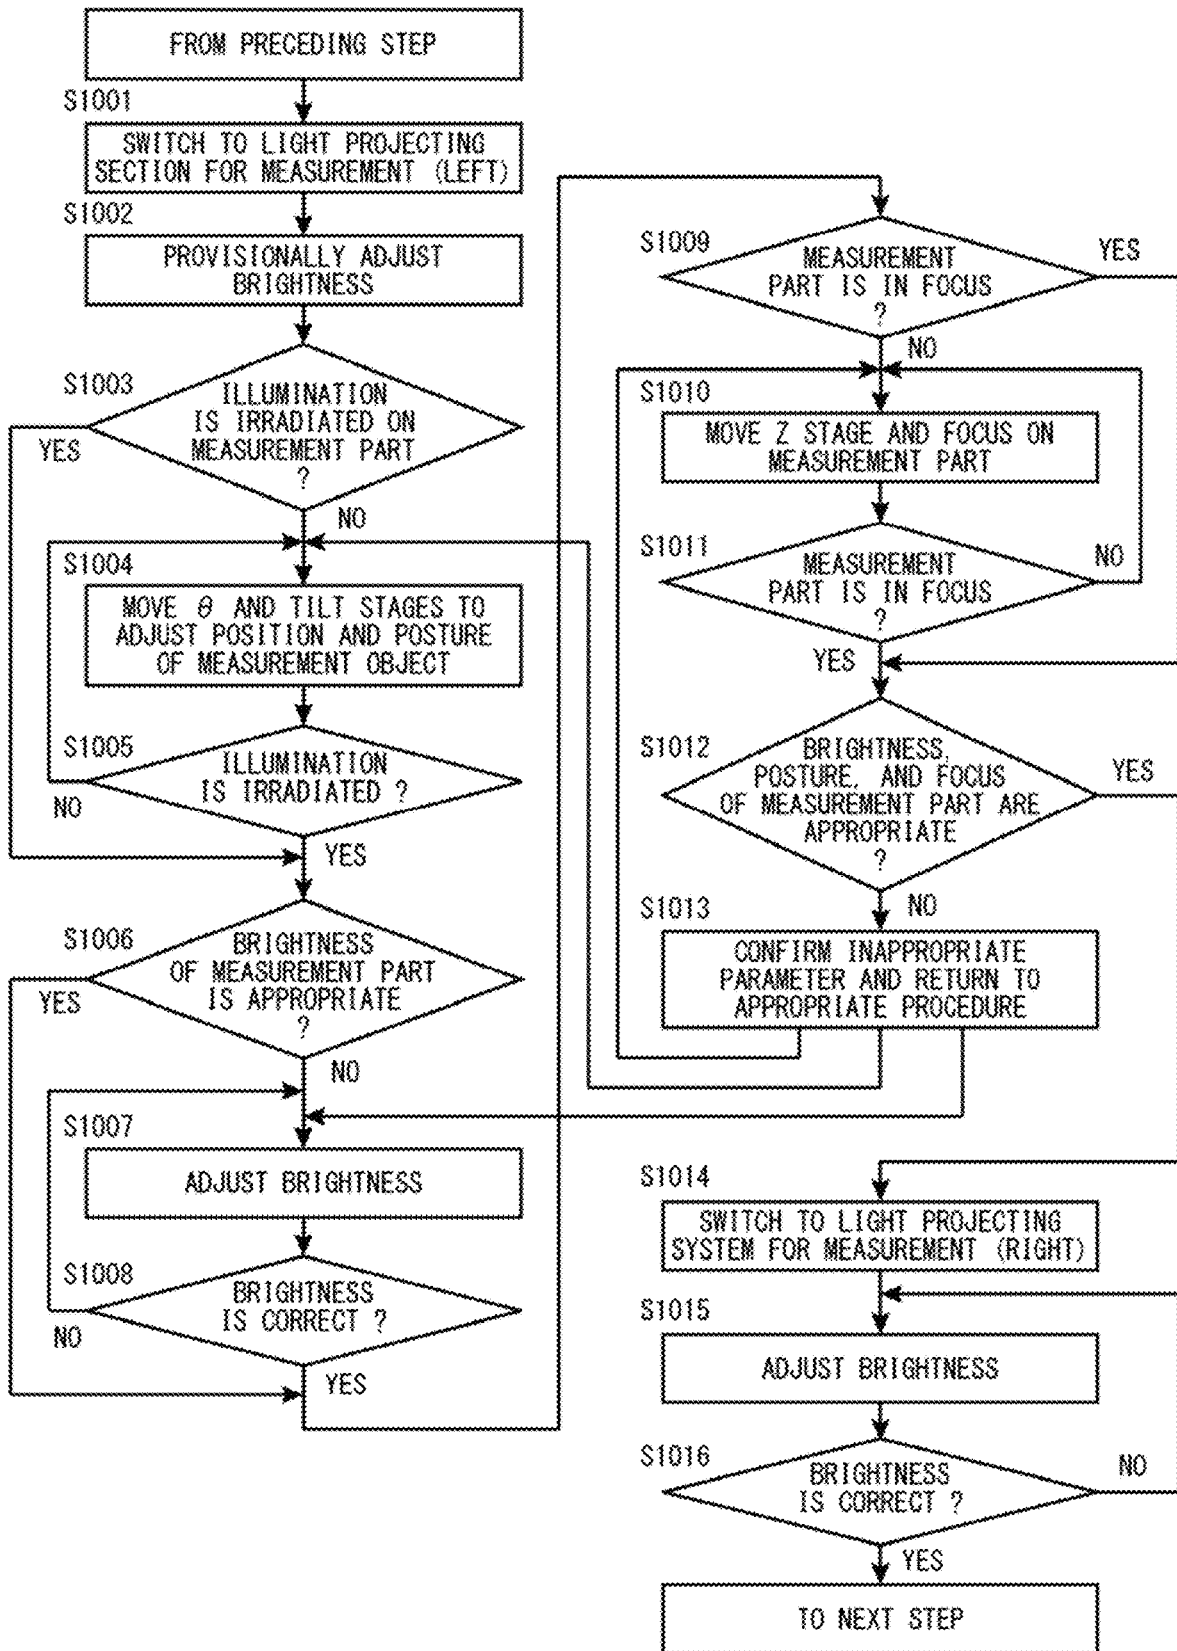 FROM PRECEDING STEP
S1001
SWITCH TO LIGHT PROJECTING
SECTION FOR MEASUREMENT (LEFT)
S1002
PROVISIONALLY ADJUST
BRIGHTNESS
S1003
ILLUMINATION
IS IRRADIATED ON
MEASUREMENT PART
?
YES
NO
S1004
MOVE θ AND TILT STAGES TO
ADJUST POSITION AND POSTURE
OF MEASUREMENT OBJECT
S1005
ILLUMINATION
IS IRRADIATED ?
NO
YES
S1006
BRIGHTNESS
OF MEASUREMENT PART
IS APPROPRIATE
?
YES
NO
S1007
ADJUST BRIGHTNESS
S1008
BRIGHTNESS
IS CORRECT ?
NO
YES
S1009
MEASUREMENT
PART IS IN FOCUS
?
YES
NO
S1010
MOVE Z STAGE AND FOCUS ON
MEASUREMENT PART
S1011
MEASUREMENT
PART IS IN FOCUS
?
NO
YES
S1012
BRIGHTNESS,
POSTURE, AND FOCUS
OF MEASUREMENT PART ARE
APPROPRIATE
?
YES
NO
S1013
CONFIRM INAPPROPRIATE
PARAMETER AND RETURN TO
APPROPRIATE PROCEDURE
S1014
SWITCH TO LIGHT PROJECTING
SYSTEM FOR MEASUREMENT (RIGHT)
S1015
ADJUST BRIGHTNESS
S1016
BRIGHTNESS
IS CORRECT ?
NO
YES
TO NEXT STEP